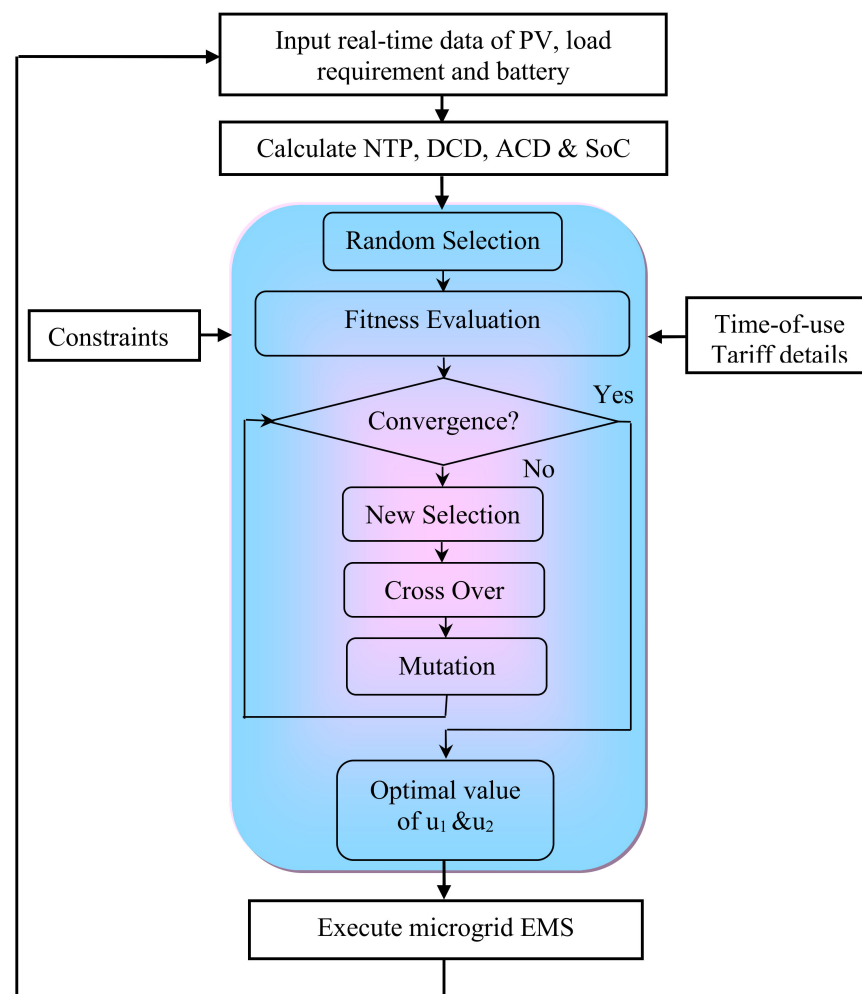 Input real-time data of PV, load
requirement and battery
Calculate NTP, DCD, ACD & SoC
Random Selection
Fitness Evaluation
Constraints
Time-of-use
Tariff details
Yes
Convergence?
No
New Selection
Cross Over
Mutation
Optimal value
of u₁ &u₂
Execute microgrid EMS